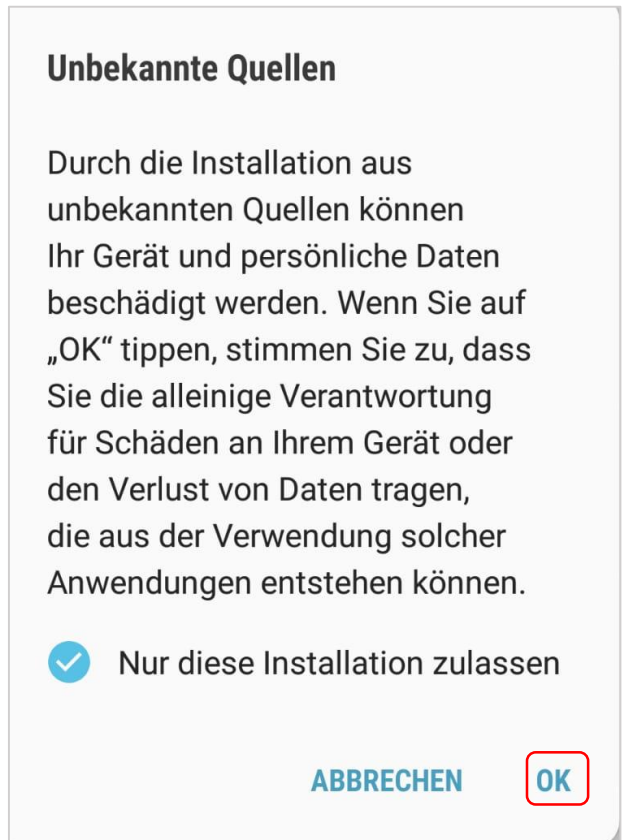 Unbekannte Quellen
Durch die Installation aus
unbekannten Quellen können
Ihr Gerät und persönliche Daten
beschädigt werden. Wenn Sie auf
„OK“ tippen, stimmen Sie zu, dass
Sie die alleinige Verantwortung
für Schäden an Ihrem Gerät oder
den Verlust von Daten tragen,
die aus der Verwendung solcher
Anwendungen entstehen können.
Nur diese Installation zulassen
ABBRECHEN OK